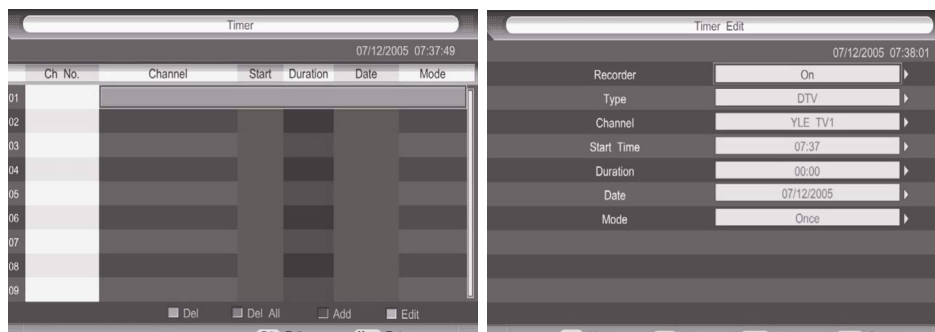 Timer
07/12/2005 07:37:49
Ch No. Channel Start Duration Date Mode
01
02
03
04
05
06
07
08
09
Del Del All Add Edit
Timer Edit
07/12/2005 07:38:01
Recorder On
Type DTV
Channel YLE TV1
Start Time 07:37
Duration 00:00
Date 07/12/2005
Mode Once